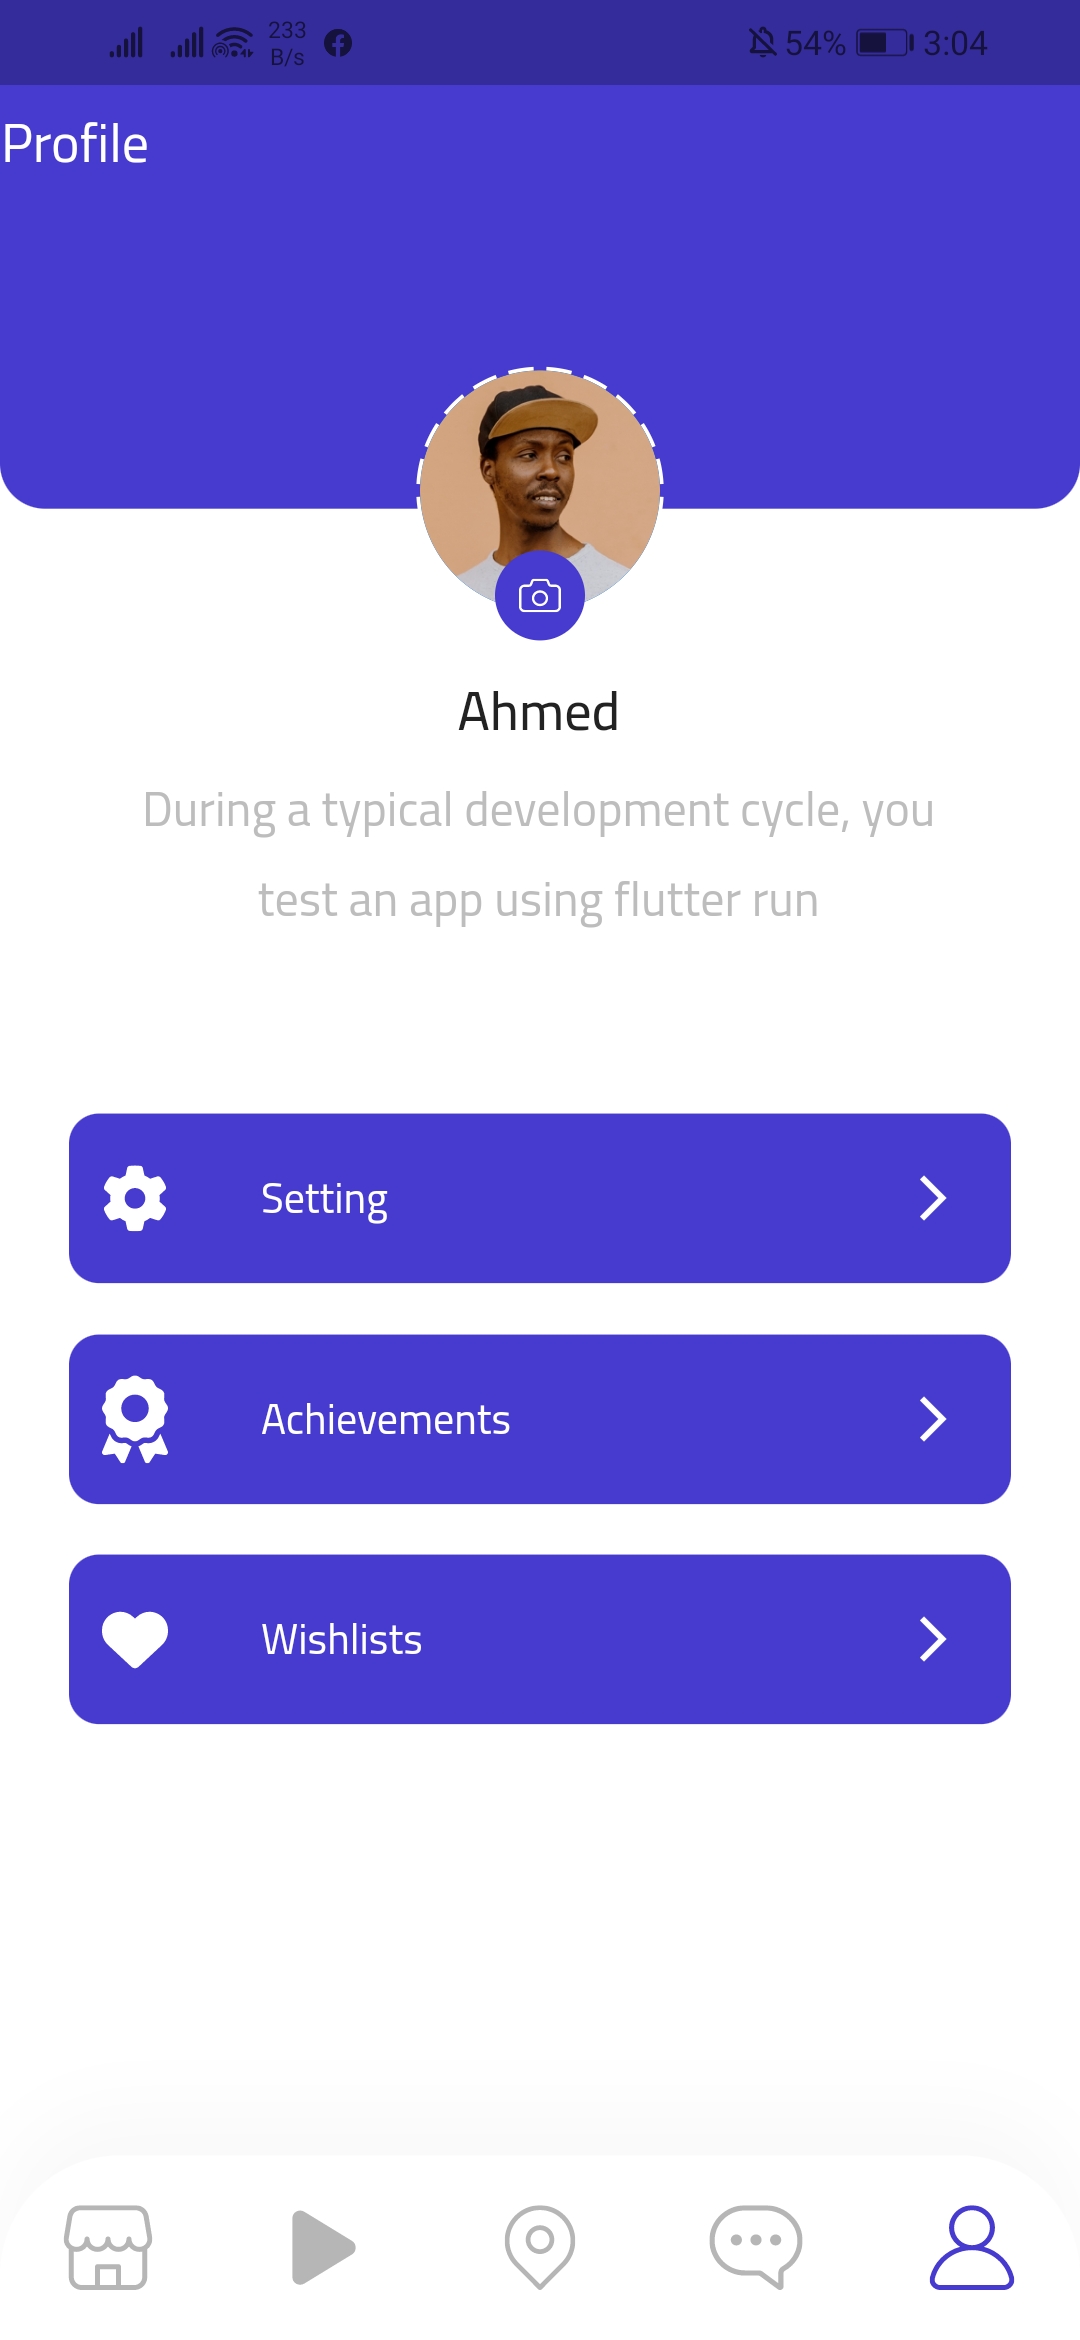 233
B/s
54%
3:04
Profile
Ahmed
During a typical development cycle, you
test an app using flutter run
Setting
Achievements
Wishlists